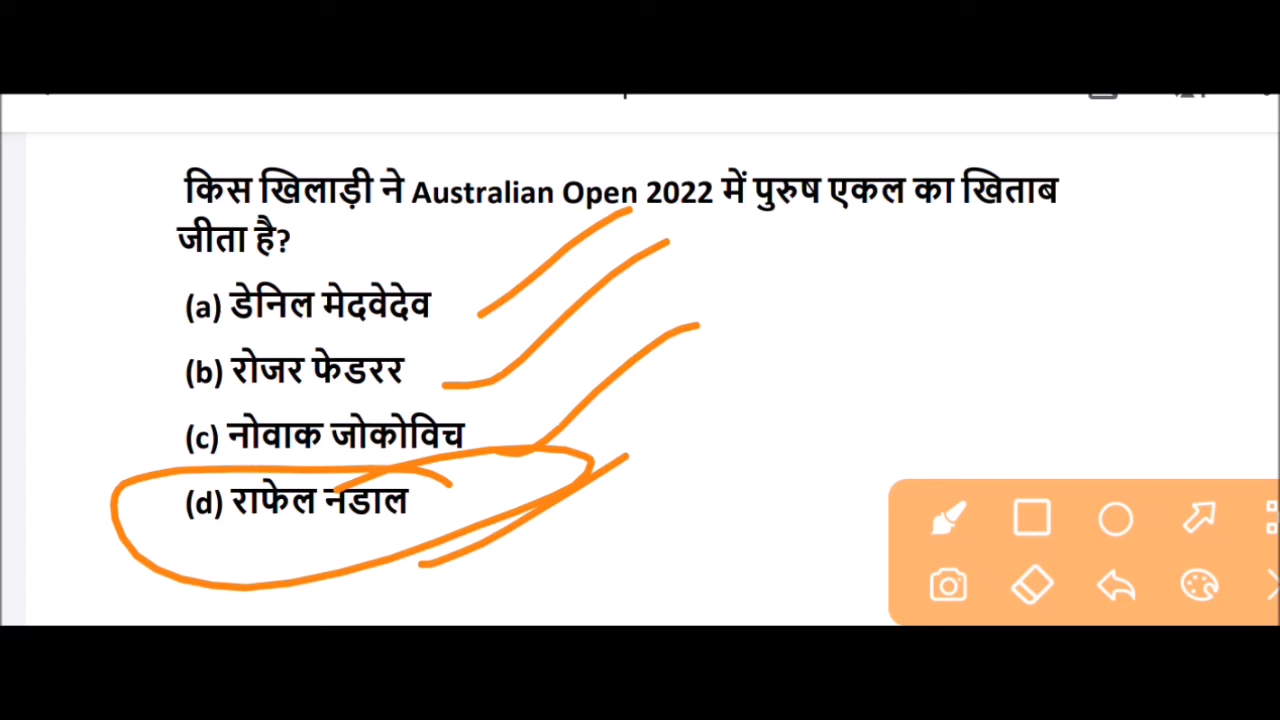 किस खिलाड़ी ने Australian Open 2022 में पुरुष एकल का खिताब
जीता है?
(a) डेनिल मेदवेदेव
(b) रोजर फेडरर
(c) नोवाक जोकोविच
(d) राफेल नडाल